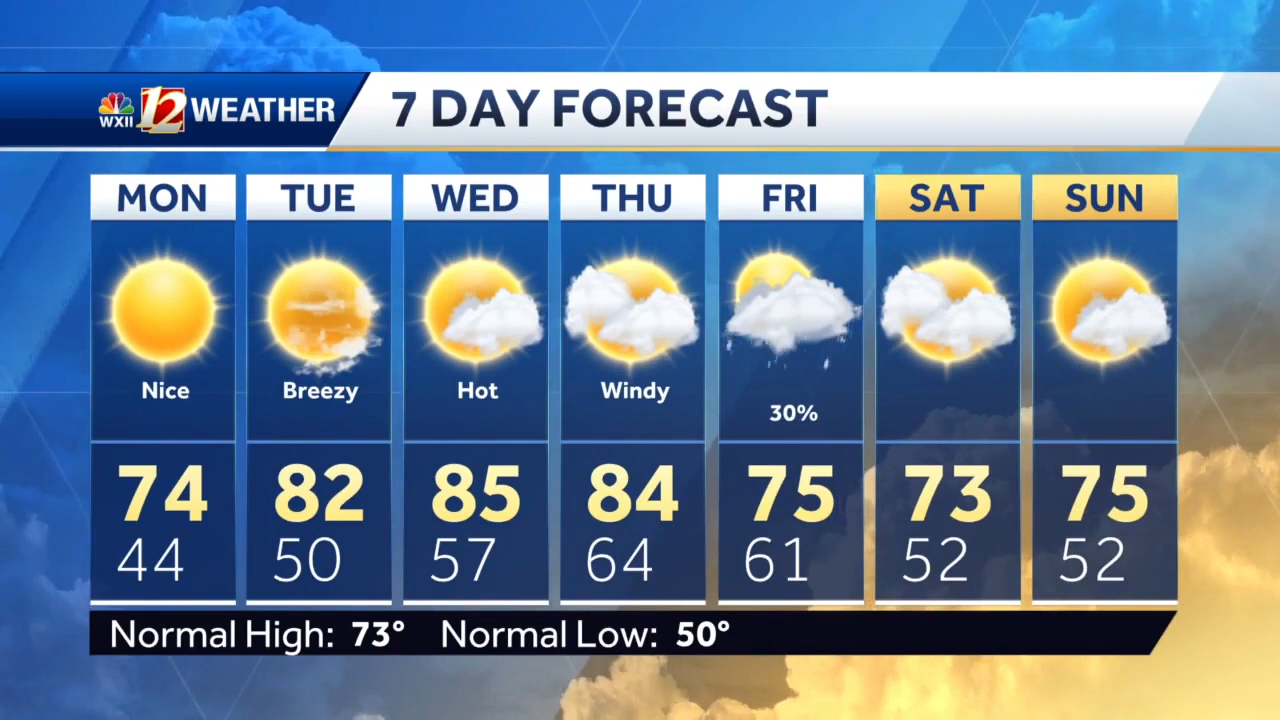 WXII 12 WEATHER
7 DAY FORECAST
MON TUE WED THU FRI SAT SUN
Nice Breezy Hot Windy
30%
74 82 85 84 75 73 75
44 50 57 64 61 52 52
Normal High: 73° Normal Low: 50°